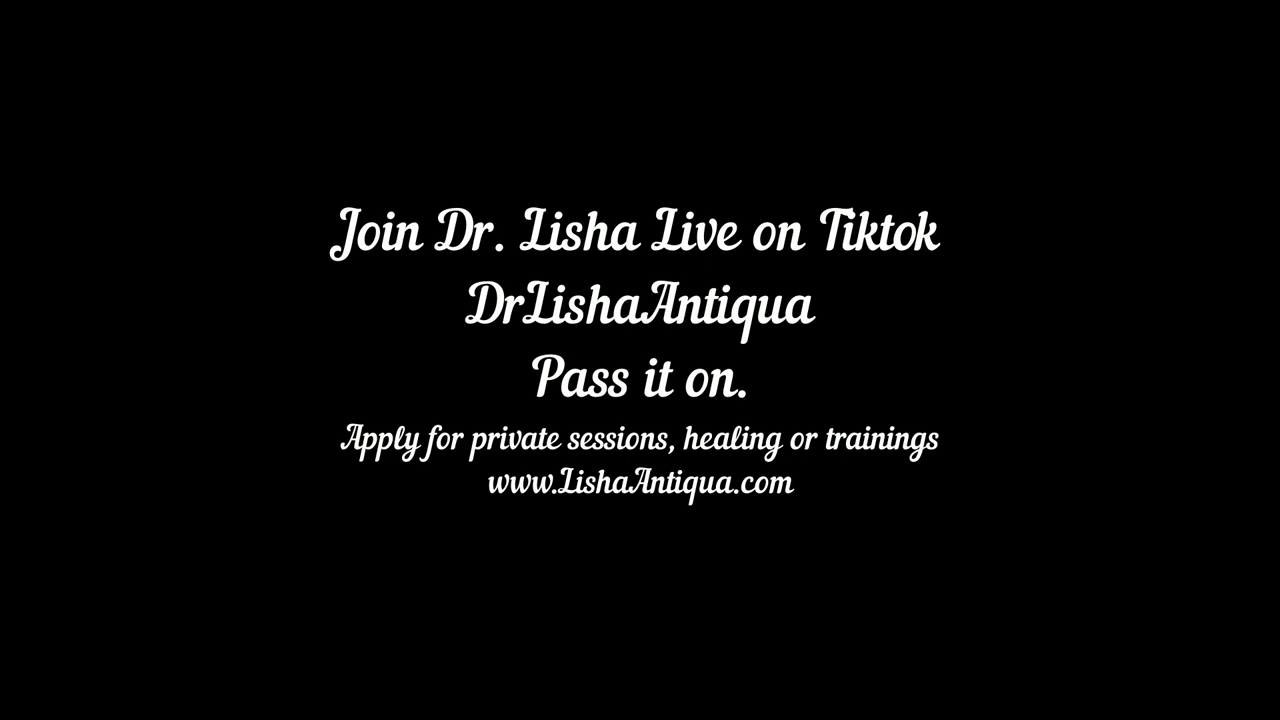 Join Dr. Lisha Live on Tiktok
DrLishaAntiqua
Pass it on.
Apply for private sessions, healing or trainings
www.LishaAntiqua.com